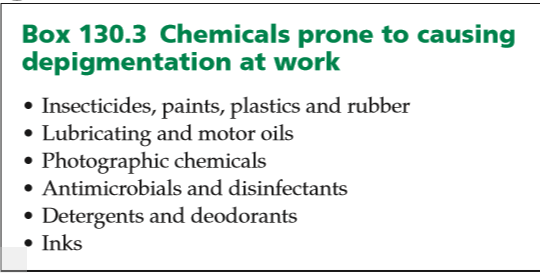 Box 130.3 Chemicals prone to causing
depigmentation at work
• Insecticides, paints, plastics and rubber
• Lubricating and motor oils
• Photographic chemicals
• Antimicrobials and disinfectants
• Detergents and deodorants
• Inks